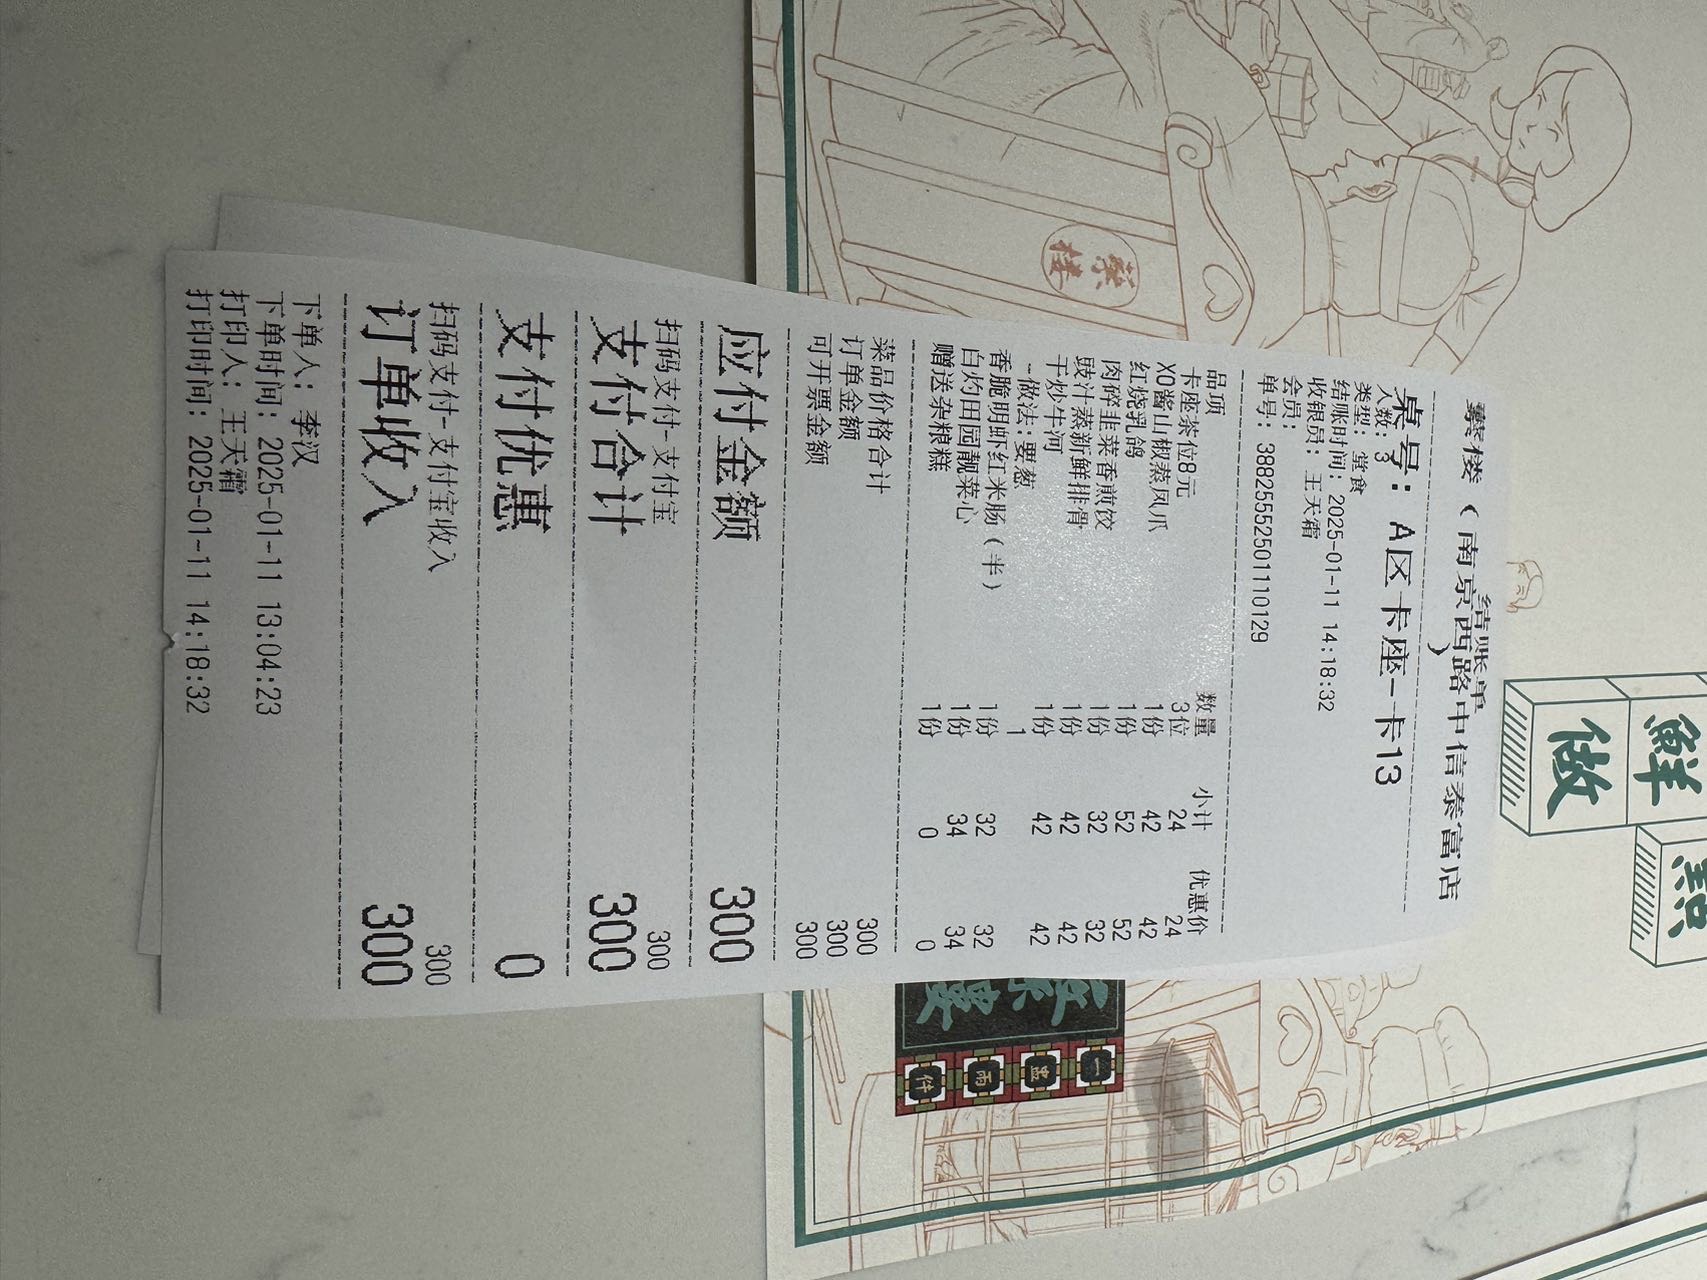 结账单
蔡楼（南京西路中信泰富店
）
桌号：A区卡座-卡13
人数：3
类型：堂食
结账时间：2025-01-11 14:18:32
收银员：王天霜
会员：
单号：3882555250111​0129
品项 数量 小计 优惠价
卡座茶位8元 3位 24 24
XO酱山椒蒸凤爪 1份 42 42
红烧乳鸽 1份 52 52
肉碎韭菜香煎饺 1份 32 32
豉汁蒸新鲜排骨 1份 42 42
干炒牛河 1份 42 42
-做法:要葱 1
香脆明虾红米肠（半） 1份 32 32
白灼田园靓菜心 1份 34 34
赠送杂粮糕 1份 0 0
菜品价格合计 300
订单金额 300
可开票金额 300
应付金额 300
扫码支付-支付宝 300
支付合计 300
支付优惠 0
扫码支付-支付宝收入 300
订单收入 300
下单人：李汉
下单时间：2025-01-11 13:04:23
打印人：王天霜
打印时间：2025-01-11 14:18:32
鲜
做
點
一
盅
兩
件